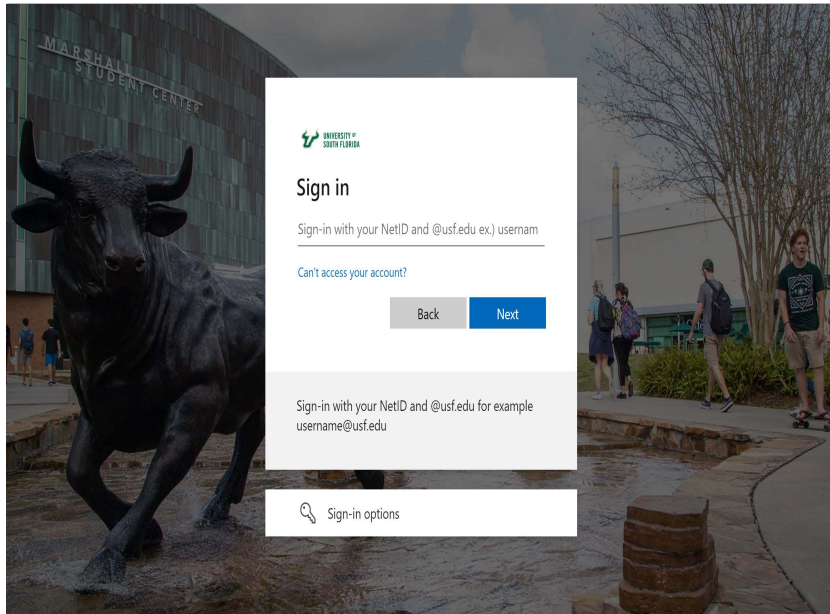 MARSHALL
STUDENT CENTER
UNIVERSITY OF
SOUTH FLORIDA
Sign in
Sign-in with your NetID and @usf.edu ex.) usernam
Can't access your account?
Back
Next
Sign-in with your NetID and @usf.edu for example
username@usf.edu
Sign-in options